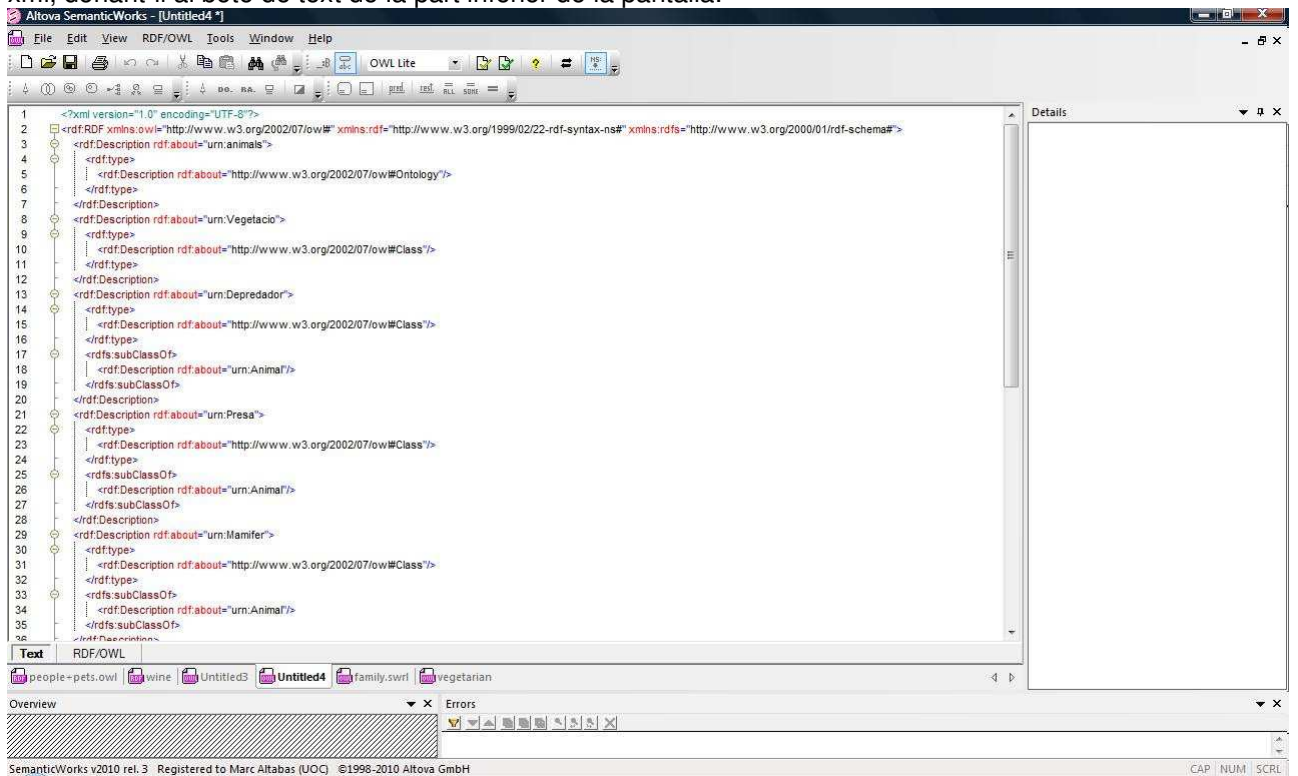 xml, donant-li al botó de text de la part inferior de la pantalla.
Altova SemanticWorks - [Untitled4 *]
File Edit View RDF/OWL Tools Window Help
OWL Lite
1 <?xml version="1.0" encoding="UTF-8"?>
2 <rdf:RDF xmlns:owl="http://www.w3.org/2002/07/owl#" xmlns:rdf="http://www.w3.org/1999/02/22-rdf-syntax-ns#" xmlns:rdfs="http://www.w3.org/2000/01/rdf-schema#">
3 <rdf:Description rdf:about="urn:animals">
4 <rdf:type>
5 <rdf:Description rdf:about="http://www.w3.org/2002/07/owl#Ontology"/>
6 </rdf:type>
7 </rdf:Description>
8 <rdf:Description rdf:about="urn:Vegetacio">
9 <rdf:type>
10 <rdf:Description rdf:about="http://www.w3.org/2002/07/owl#Class"/>
11 </rdf:type>
12 </rdf:Description>
13 <rdf:Description rdf:about="urn:Depredador">
14 <rdf:type>
15 <rdf:Description rdf:about="http://www.w3.org/2002/07/owl#Class"/>
16 </rdf:type>
17 <rdfs:subClassOf>
18 <rdf:Description rdf:about="urn:Animal"/>
19 </rdfs:subClassOf>
20 </rdf:Description>
21 <rdf:Description rdf:about="urn:Presa">
22 <rdf:type>
23 <rdf:Description rdf:about="http://www.w3.org/2002/07/owl#Class"/>
24 </rdf:type>
25 <rdfs:subClassOf>
26 <rdf:Description rdf:about="urn:Animal"/>
27 </rdfs:subClassOf>
28 </rdf:Description>
29 <rdf:Description rdf:about="urn:Mamifer">
30 <rdf:type>
31 <rdf:Description rdf:about="http://www.w3.org/2002/07/owl#Class"/>
32 </rdf:type>
33 <rdfs:subClassOf>
34 <rdf:Description rdf:about="urn:Animal"/>
35 </rdfs:subClassOf>
36 </rdf:Description>
Details
Text RDF/OWL
people+pets.owl wine Untitled3 Untitled4 family.swrl vegetarian
Overview
Errors
SemanticWorks v2010 rel. 3 Registered to Marc Altabas (UOC) ©1998-2010 Altova GmbH
CAP NUM SCRL